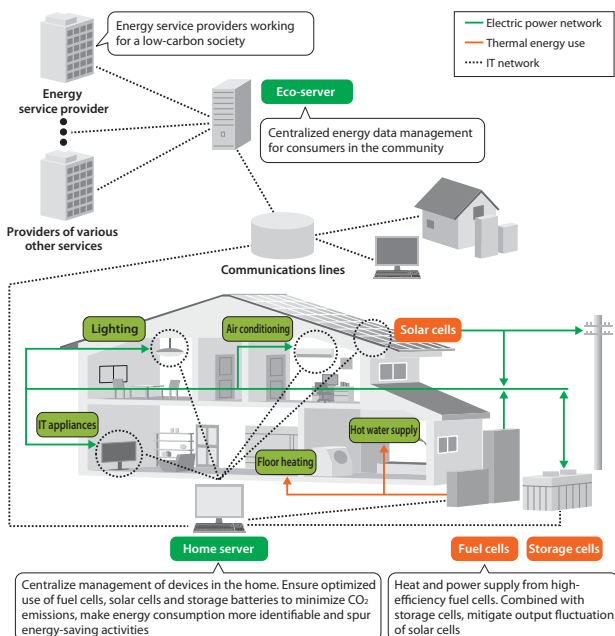 Energy service providers working
for a low-carbon society
Electric power network
Thermal energy use
IT network
Energy
service provider
Eco-server
Centralized energy data management
for consumers in the community
Providers of various
other services
Communications lines
Lighting
Air conditioning
Solar cells
IT appliances
Hot water supply
Floor heating
Home server
Fuel cells
Storage cells
Centralize management of devices in the home. Ensure optimized
use of fuel cells, solar cells and storage batteries to minimize CO₂
emissions, make energy consumption more identifiable and spur
energy-saving activities
Heat and power supply from high-
efficiency fuel cells. Combined with
storage cells, mitigate output fluctuation
of solar cells